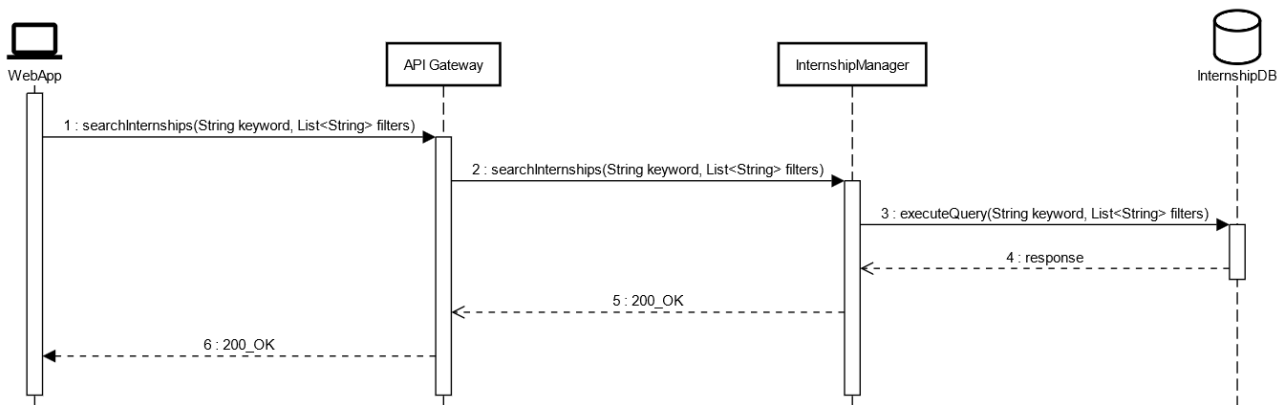 WebApp
API Gateway
InternshipManager
InternshipDB
1 : searchInternships(String keyword, List<String> filters)
2 : searchInternships(String keyword, List<String> filters)
3 : executeQuery(String keyword, List<String> filters)
4 : response
5 : 200_OK
6 : 200_OK